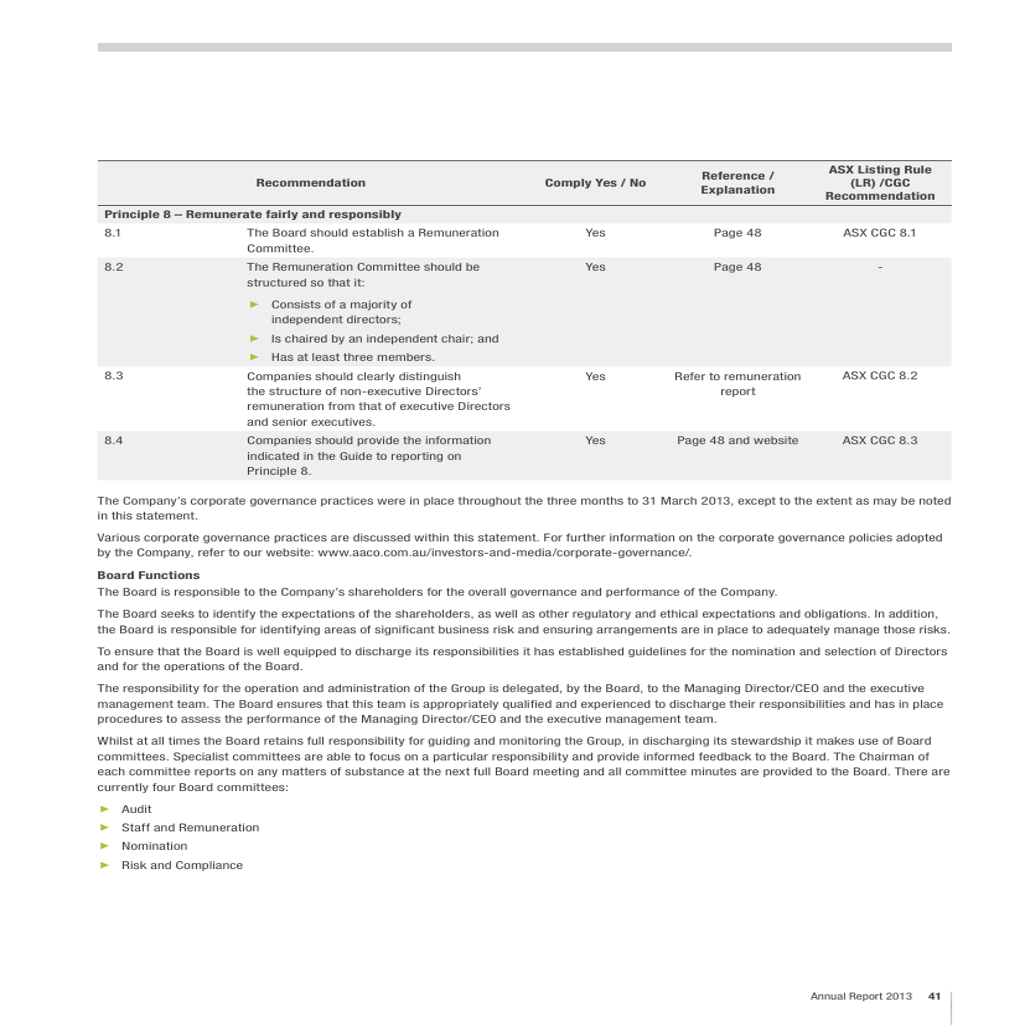 Recommendation Comply Yes / No Reference / Explanation ASX Listing Rule (LR) /CGC Recommendation
Principle 8 – Remunerate fairly and responsibly
8.1 The Board should establish a Remuneration Yes Page 48 ASX CGC 8.1
Committee.
8.2 The Remuneration Committee should be Yes Page 48 -
structured so that it:
► Consists of a majority of
independent directors;
► Is chaired by an independent chair; and
► Has at least three members.
8.3 Companies should clearly distinguish Yes Refer to remuneration ASX CGC 8.2
the structure of non-executive Directors' report
remuneration from that of executive Directors
and senior executives.
8.4 Companies should provide the information Yes Page 48 and website ASX CGC 8.3
indicated in the Guide to reporting on
Principle 8.
The Company's corporate governance practices were in place throughout the three months to 31 March 2013, except to the extent as may be noted
in this statement.
Various corporate governance practices are discussed within this statement. For further information on the corporate governance policies adopted
by the Company, refer to our website: www.aaco.com.au/investors-and-media/corporate-governance/.
Board Functions
The Board is responsible to the Company's shareholders for the overall governance and performance of the Company.
The Board seeks to identify the expectations of the shareholders, as well as other regulatory and ethical expectations and obligations. In addition,
the Board is responsible for identifying areas of significant business risk and ensuring arrangements are in place to adequately manage those risks.
To ensure that the Board is well equipped to discharge its responsibilities it has established guidelines for the nomination and selection of Directors
and for the operations of the Board.
The responsibility for the operation and administration of the Group is delegated, by the Board, to the Managing Director/CEO and the executive
management team. The Board ensures that this team is appropriately qualified and experienced to discharge their responsibilities and has in place
procedures to assess the performance of the Managing Director/CEO and the executive management team.
Whilst at all times the Board retains full responsibility for guiding and monitoring the Group, in discharging its stewardship it makes use of Board
committees. Specialist committees are able to focus on a particular responsibility and provide informed feedback to the Board. The Chairman of
each committee reports on any matters of substance at the next full Board meeting and all committee minutes are provided to the Board. There are
currently four Board committees:
► Audit
► Staff and Remuneration
► Nomination
► Risk and Compliance
Annual Report 2013 41